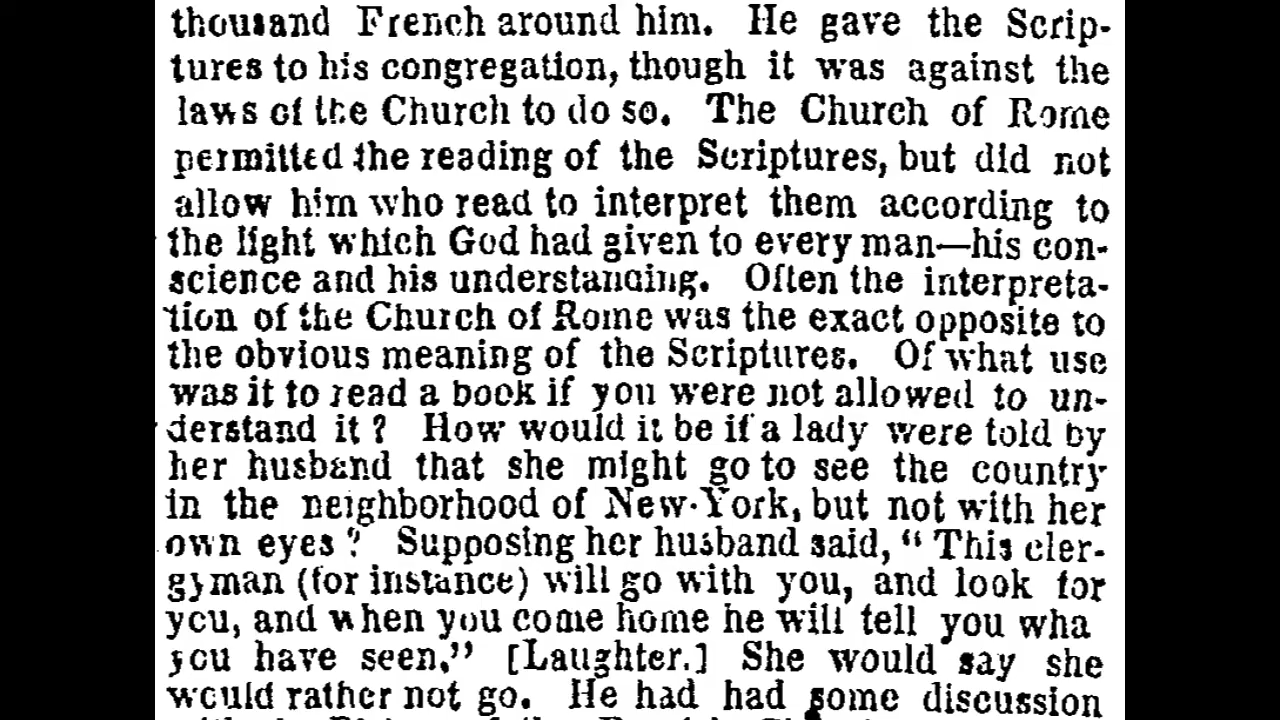 thousand French around him. He gave the Scrip-
tures to his congregation, though it was against the
laws of the Church to do so. The Church of Rome
permitted the reading of the Scriptures, but did not
allow him who read to interpret them according to
the light which God had given to every man—his con-
science and his understanding. Often the interpreta-
tion of the Church of Rome was the exact opposite to
the obvious meaning of the Scriptures. Of what use
was it to read a book if you were not allowed to un-
derstand it? How would it be if a lady were told by
her husband that she might go to see the country
in the neighborhood of New-York, but not with her
own eyes? Supposing her husband said, "This cler-
gyman (for instance) will go with you, and look for
you, and when you come home he will tell you wha
you have seen." [Laughter.] She would say she
would rather not go. He had had some discussion